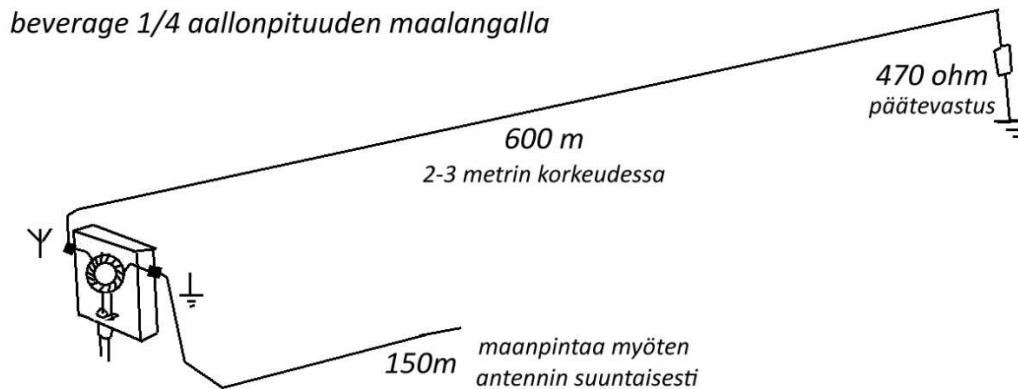 beverage 1/4 aallonpituuden maalangalla
470 ohm
päätevastus
600 m
2-3 metrin korkeudessa
150m
maanpintaa myöten
antennin suuntaisesti